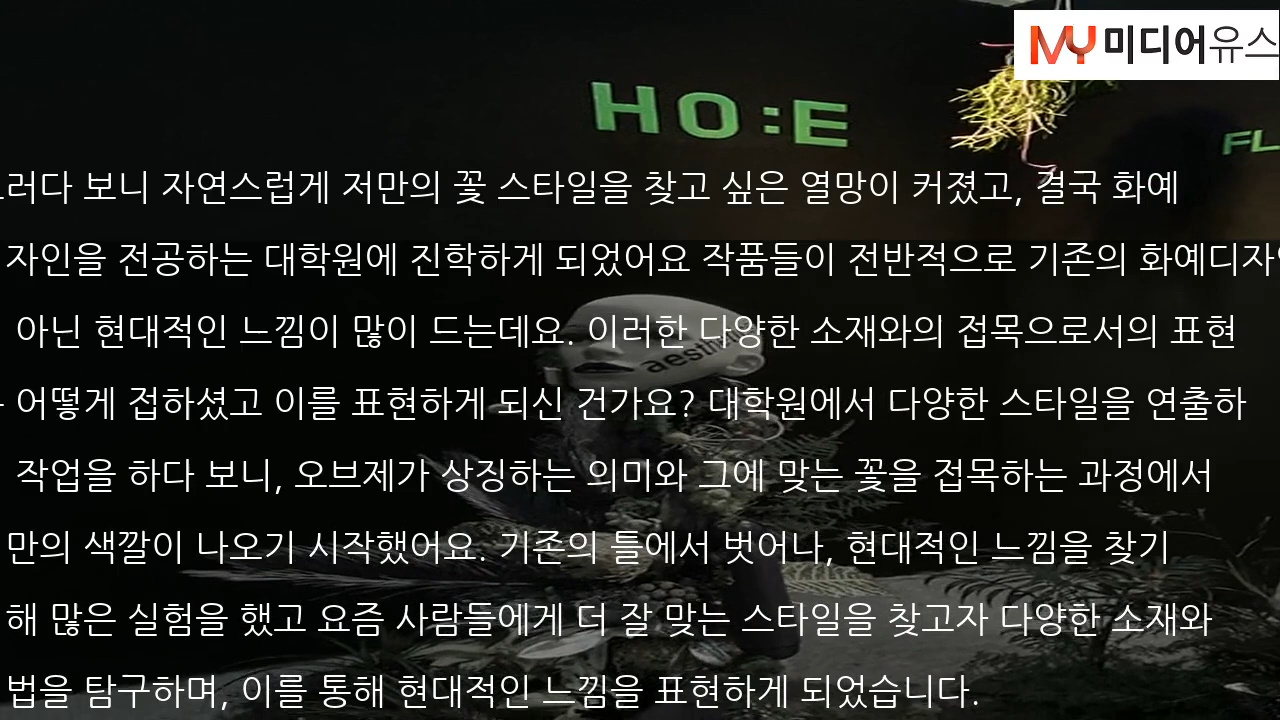 MY 미디어유스
HO:E
FL
러다 보니 자연스럽게 저만의 꽃 스타일을 찾고 싶은 열망이 커졌고, 결국 화예
자인을 전공하는 대학원에 진학하게 되었어요 작품들이 전반적으로 기존의 화예디자
아닌 현대적인 느낌이 많이 드는데요. 이러한 다양한 소재와의 접목으로서의 표현
aesth
어떻게 접하셨고 이를 표현하게 되신 건가요? 대학원에서 다양한 스타일을 연출하
작업을 하다 보니, 오브제가 상징하는 의미와 그에 맞는 꽃을 접목하는 과정에서
만의 색깔이 나오기 시작했어요. 기존의 틀에서 벗어나, 현대적인 느낌을 찾기
해 많은 실험을 했고 요즘 사람들에게 더 잘 맞는 스타일을 찾고자 다양한 소재와
법을 탐구하며, 이를 통해 현대적인 느낌을 표현하게 되었습니다.